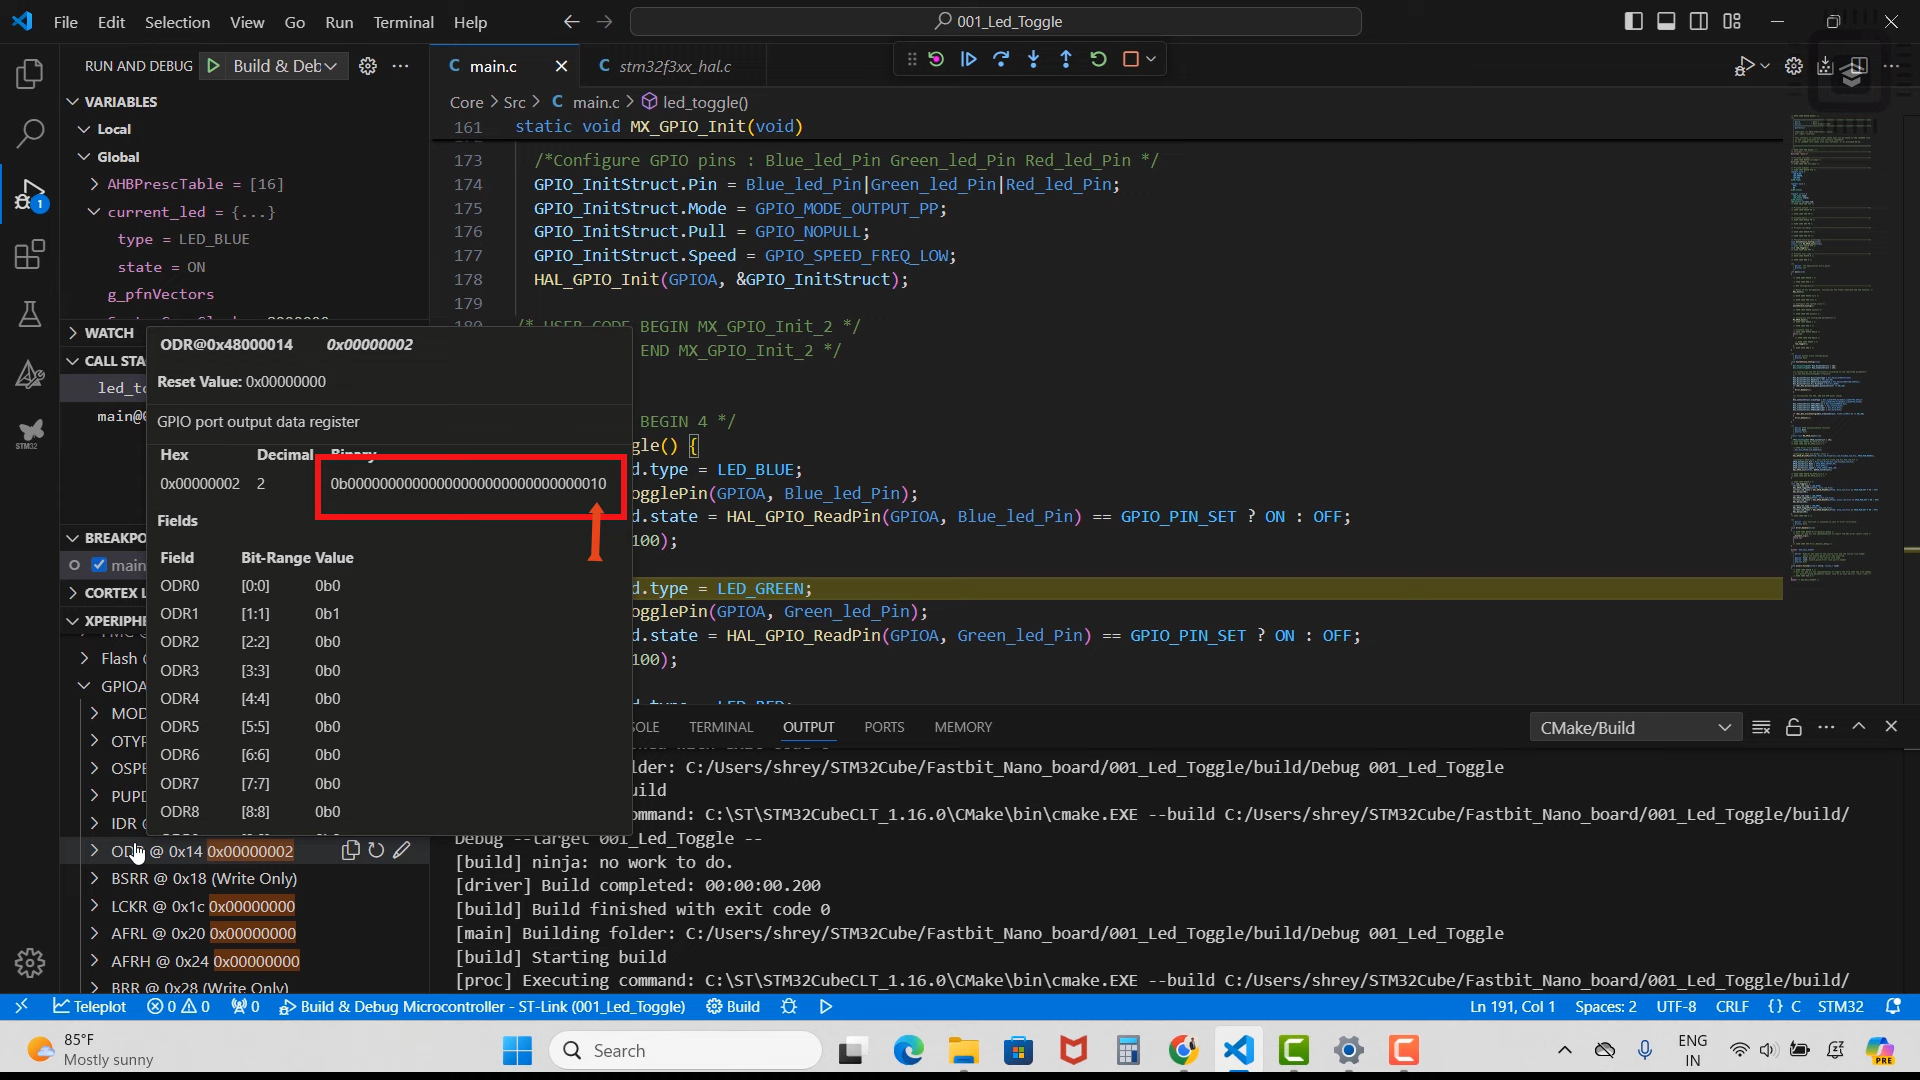 File Edit Selection View Go Run Terminal Help
001_Led_Toggle
RUN AND DEBUG Build & Deb
main.c
stm32f3xx_hal.c
VARIABLES
Core > Src > C main.c > led_toggle()
161 static void MX_GPIO_Init(void)
Local
Global
AHBPrescTable = [16]
current_led = {...}
type = LED_BLUE
state = ON
g_pfnVectors
173 /*Configure GPIO pins : Blue_led_Pin Green_led_Pin Red_led_Pin */
174 GPIO_InitStruct.Pin = Blue_led_Pin|Green_led_Pin|Red_led_Pin;
175 GPIO_InitStruct.Mode = GPIO_MODE_OUTPUT_PP;
176 GPIO_InitStruct.Pull = GPIO_NOPULL;
177 GPIO_InitStruct.Speed = GPIO_SPEED_FREQ_LOW;
178 HAL_GPIO_Init(GPIOA, &GPIO_InitStruct);
179
/* USER CODE BEGIN MX_GPIO_Init_2 */
END MX_GPIO_Init_2 */
BEGIN 4 */
gle() {
d.type = LED_BLUE;
ogglePin(GPIOA, Blue_led_Pin);
d.state = HAL_GPIO_ReadPin(GPIOA, Blue_led_Pin) == GPIO_PIN_SET ? ON : OFF;
100);
d.type = LED_GREEN;
ogglePin(GPIOA, Green_led_Pin);
d.state = HAL_GPIO_ReadPin(GPIOA, Green_led_Pin) == GPIO_PIN_SET ? ON : OFF;
100);
WATCH
CALL STA
led_to
main@0
STM32
BREAKPO
main
CORTEX L
XPERIPHE
Flash
GPIOA
MOD
OTYP
OSPE
PUPD
IDR
ODR @ 0x14 0x00000002
BSRR @ 0x18 (Write Only)
LCKR @ 0x1c 0x00000000
AFRL @ 0x20 0x00000000
AFRH @ 0x24 0x00000000
BRR @ 0x28 (Write Only)
ODR@0x48000014 0x00000002
Reset Value: 0x00000000
GPIO port output data register
Hex Decimal Binary
0x00000002 2 0b00000000000000000000000000000010
Fields
Field Bit-Range Value
ODR0 [0:0] 0b0
ODR1 [1:1] 0b1
ODR2 [2:2] 0b0
ODR3 [3:3] 0b0
ODR4 [4:4] 0b0
ODR5 [5:5] 0b0
ODR6 [6:6] 0b0
ODR7 [7:7] 0b0
ODR8 [8:8] 0b0
SOLE TERMINAL OUTPUT PORTS MEMORY
CMake/Build
lder: C:/Users/shrey/STM32Cube/Fastbit_Nano_board/001_Led_Toggle/build/Debug 001_Led_Toggle
uild
ommand: C:\ST\STM32CubeCLT_1.16.0\CMake\bin\cmake.EXE --build C:/Users/shrey/STM32Cube/Fastbit_Nano_board/001_Led_Toggle/build/
Debug --target 001_Led_Toggle --
[build] ninja: no work to do.
[driver] Build completed: 00:00:00.200
[build] Build finished with exit code 0
[main] Building folder: C:/Users/shrey/STM32Cube/Fastbit_Nano_board/001_Led_Toggle/build/Debug 001_Led_Toggle
[build] Starting build
[proc] Executing command: C:\ST\STM32CubeCLT_1.16.0\CMake\bin\cmake.EXE --build C:/Users/shrey/STM32Cube/Fastbit_Nano_board/001_Led_Toggle/build/
Teleplot 0 0 0 Build & Debug Microcontroller - ST-Link (001_Led_Toggle) Build
Ln 191, Col 1 Spaces: 2 UTF-8 CRLF {} C STM32
85°F
Mostly sunny
Search
ENG
IN
PRE